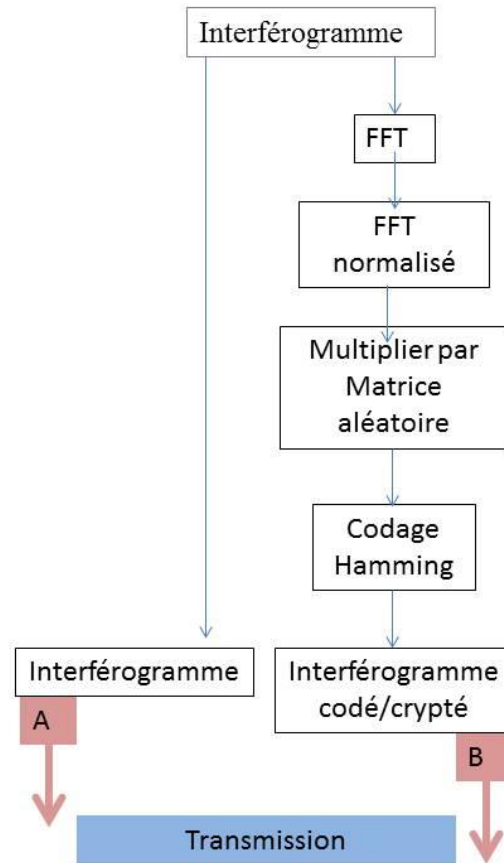 Interférogramme
FFT
FFT
normalisé
Multiplier par
Matrice
aléatoire
Codage
Hamming
Interférogramme
Interférogramme
codé/crypté
A
B
Transmission